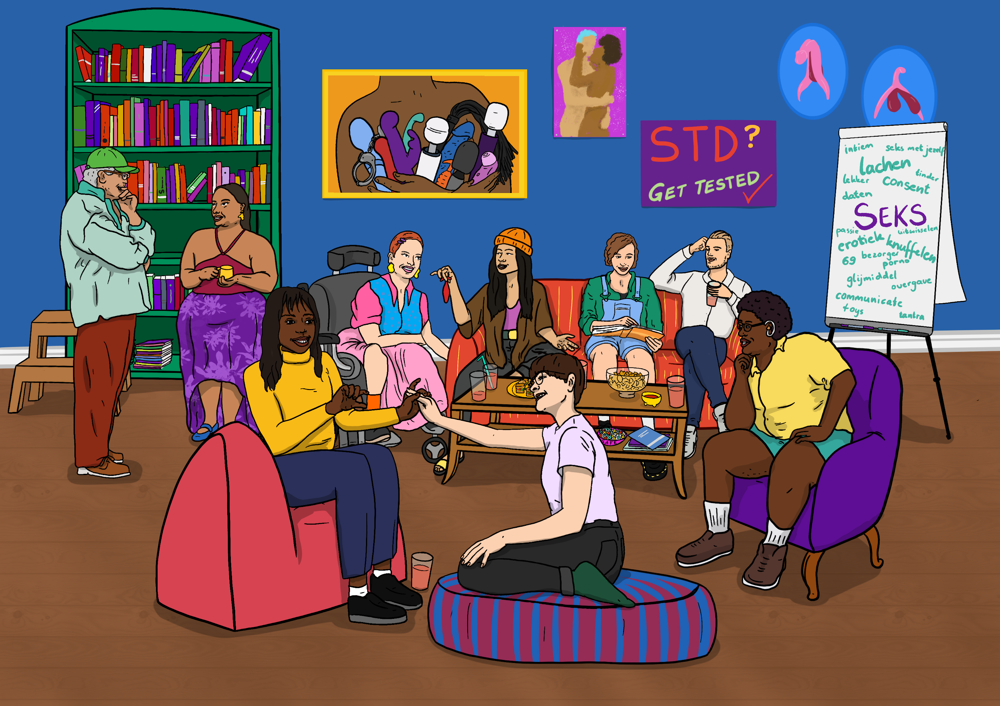 STD?
GET TESTED
intiem seks met jezelf
lachen
lekker consent tinder
daten
SEKS
passie uitwisselen
erotiek knuffelen
69 bezorger
porno
glijmiddel
overgave
communicate
toys tantra
SAFE